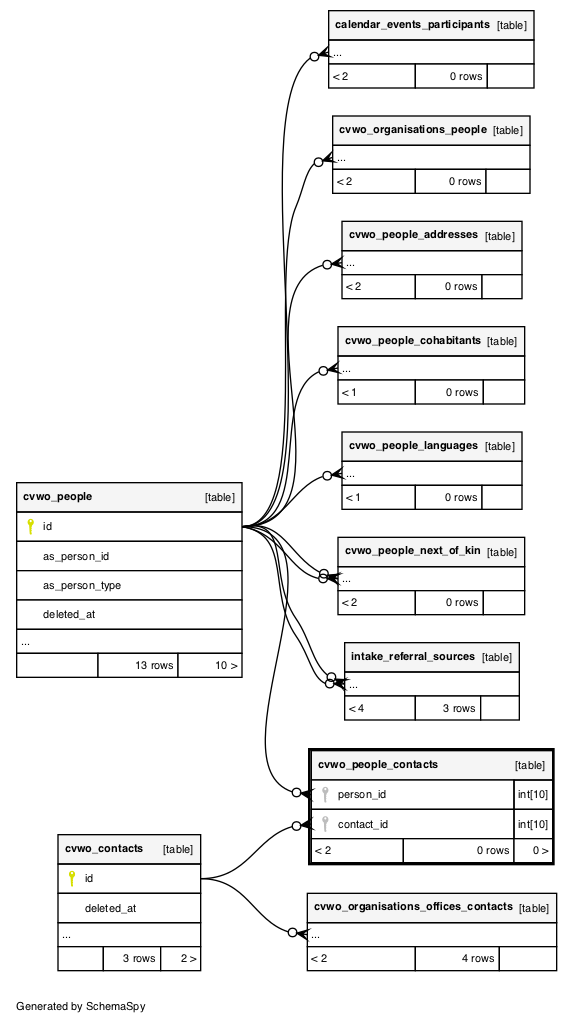 calendar_events_participants [table]
...
< 2 0 rows
cvwo_organisations_people [table]
...
< 2 0 rows
cvwo_people_addresses [table]
...
< 2 0 rows
cvwo_people_cohabitants [table]
...
< 1 0 rows
cvwo_people_languages [table]
...
< 1 0 rows
cvwo_people [table]
id
as_person_id
as_person_type
deleted_at
...
13 rows 10 >
cvwo_people_next_of_kin [table]
...
< 2 0 rows
intake_referral_sources [table]
...
< 4 3 rows
cvwo_people_contacts [table]
person_id int[10]
contact_id int[10]
< 2 0 rows 0 >
cvwo_contacts [table]
id
deleted_at
...
3 rows 2 >
cvwo_organisations_offices_contacts [table]
...
< 2 4 rows
Generated by SchemaSpy